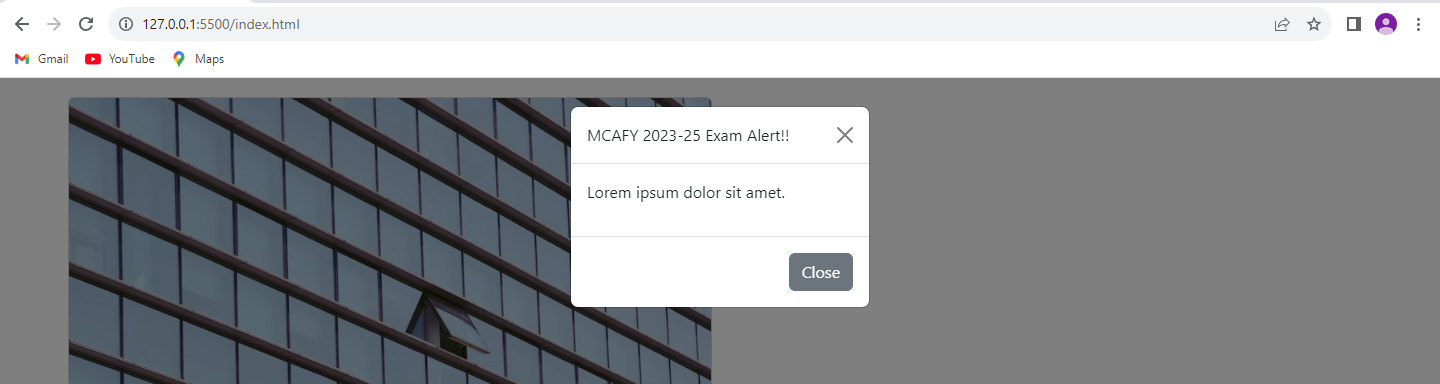 127.0.0.1:5500/index.html
Gmail YouTube Maps
MCAFY 2023-25 Exam Alert!!
Lorem ipsum dolor sit amet.
Close